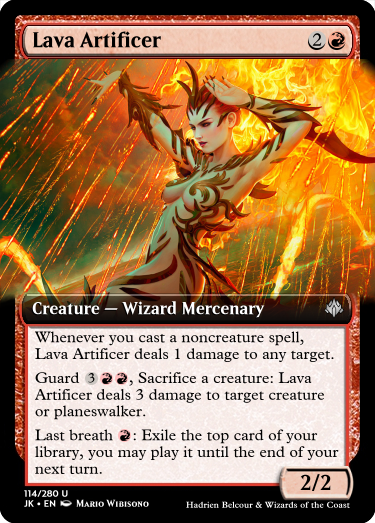 Lava Artificer 2
Creature — Wizard Mercenary
Whenever you cast a noncreature spell,
Lava Artificer deals 1 damage to any target.
Guard 3, Sacrifice a creature: Lava
Artificer deals 3 damage to target creature
or planeswalker.
Last breath : Exile the top card of your
library, you may play it until the end of your
next turn.
2/2
114/280 U
JK • EN Mario Wibisono
Hadrien Belcour & Wizards of the Coast